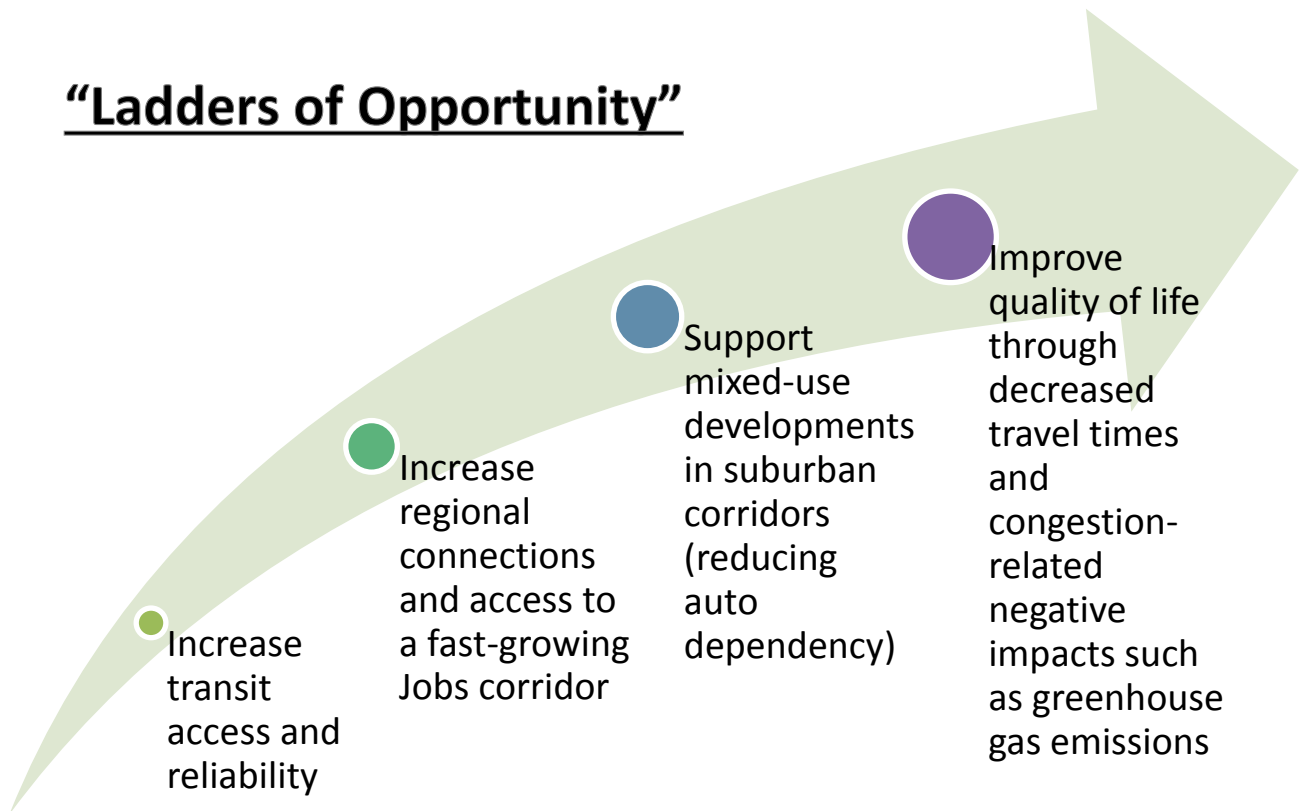 “Ladders of Opportunity”
Increase
transit
access and
reliability
Increase
regional
connections
and access to
a fast-growing
Jobs corridor
Support
mixed-use
developments
in suburban
corridors
(reducing
auto
dependency)
Improve
quality of life
through
decreased
travel times
and
congestion-
related
negative
impacts such
as greenhouse
gas emissions